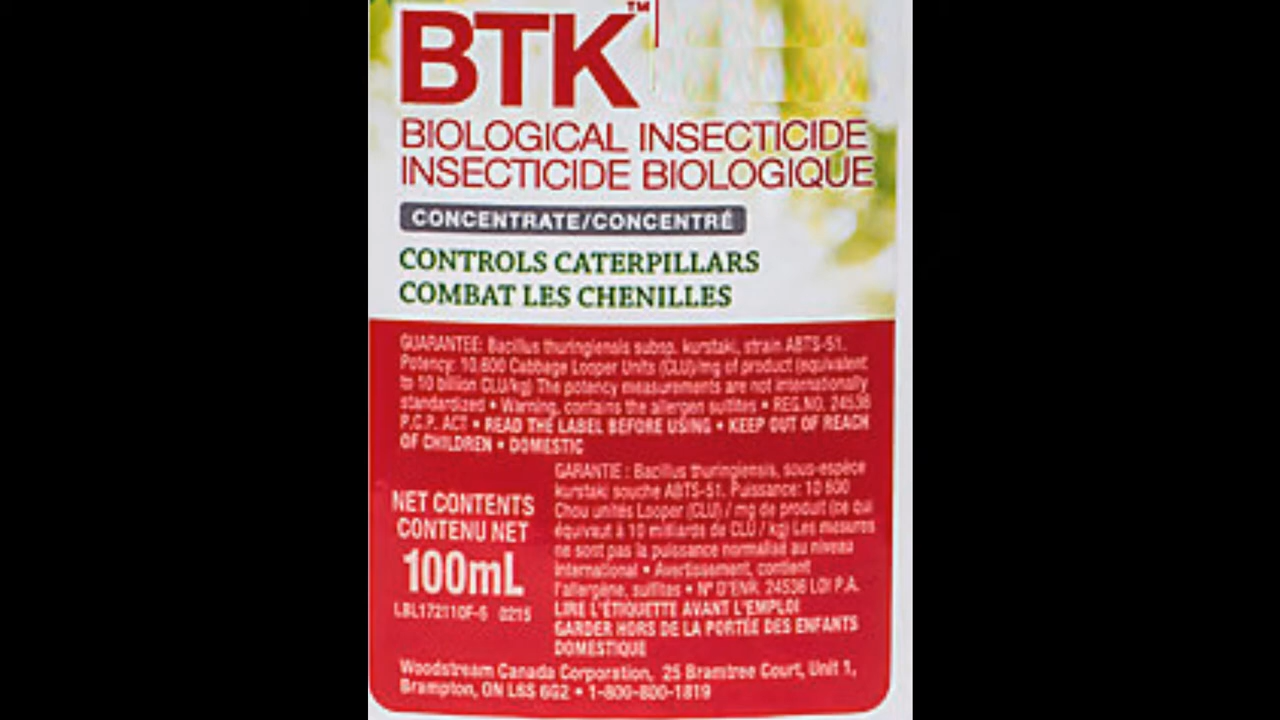 BTK™
BIOLOGICAL INSECTICIDE
INSECTICIDE BIOLOGIQUE
CONCENTRATE/CONCENTRÉ
CONTROLS CATERPILLARS
COMBAT LES CHENILLES
GUARANTEE: Bacillus thuringiensis subsp. kurstaki, strain ABTS-51.
Potency: 10,600 Cabbage Looper Units (CLU)/mg of product (equivalent
to 10 billion CLU/kg) The potency measurements are not internationally
standardized • Warning, contains the allergen sulfites • REG.NO. 24536
P.C.P. ACT • READ THE LABEL BEFORE USING • KEEP OUT OF REACH
OF CHILDREN • DOMESTIC
GARANTIE : Bacillus thuringiensis, sous-espèce
kurstaki souche ABTS-51. Puissance: 10 600
Chou unités Looper (CLU) / mg de produit (ce qui
équivaut à 10 milliards de CLU / kg) Les mesures
ne sont pas la puissance normalisé au niveau
international • Avertissement, contient
l'allergène, sulfites • N° D'ENR. 24536 LOI P.A.
LIRE L'ÉTIQUETTE AVANT L'EMPLOI
GARDER HORS DE LA PORTÉE DES ENFANTS
DOMESTIQUE
NET CONTENTS
CONTENU NET
100mL
LBL172110F-5 0215
Woodstream Canada Corporation, 25 Bramtree Court, Unit 1,
Brampton, ON L6S 6G2 • 1-800-800-1819